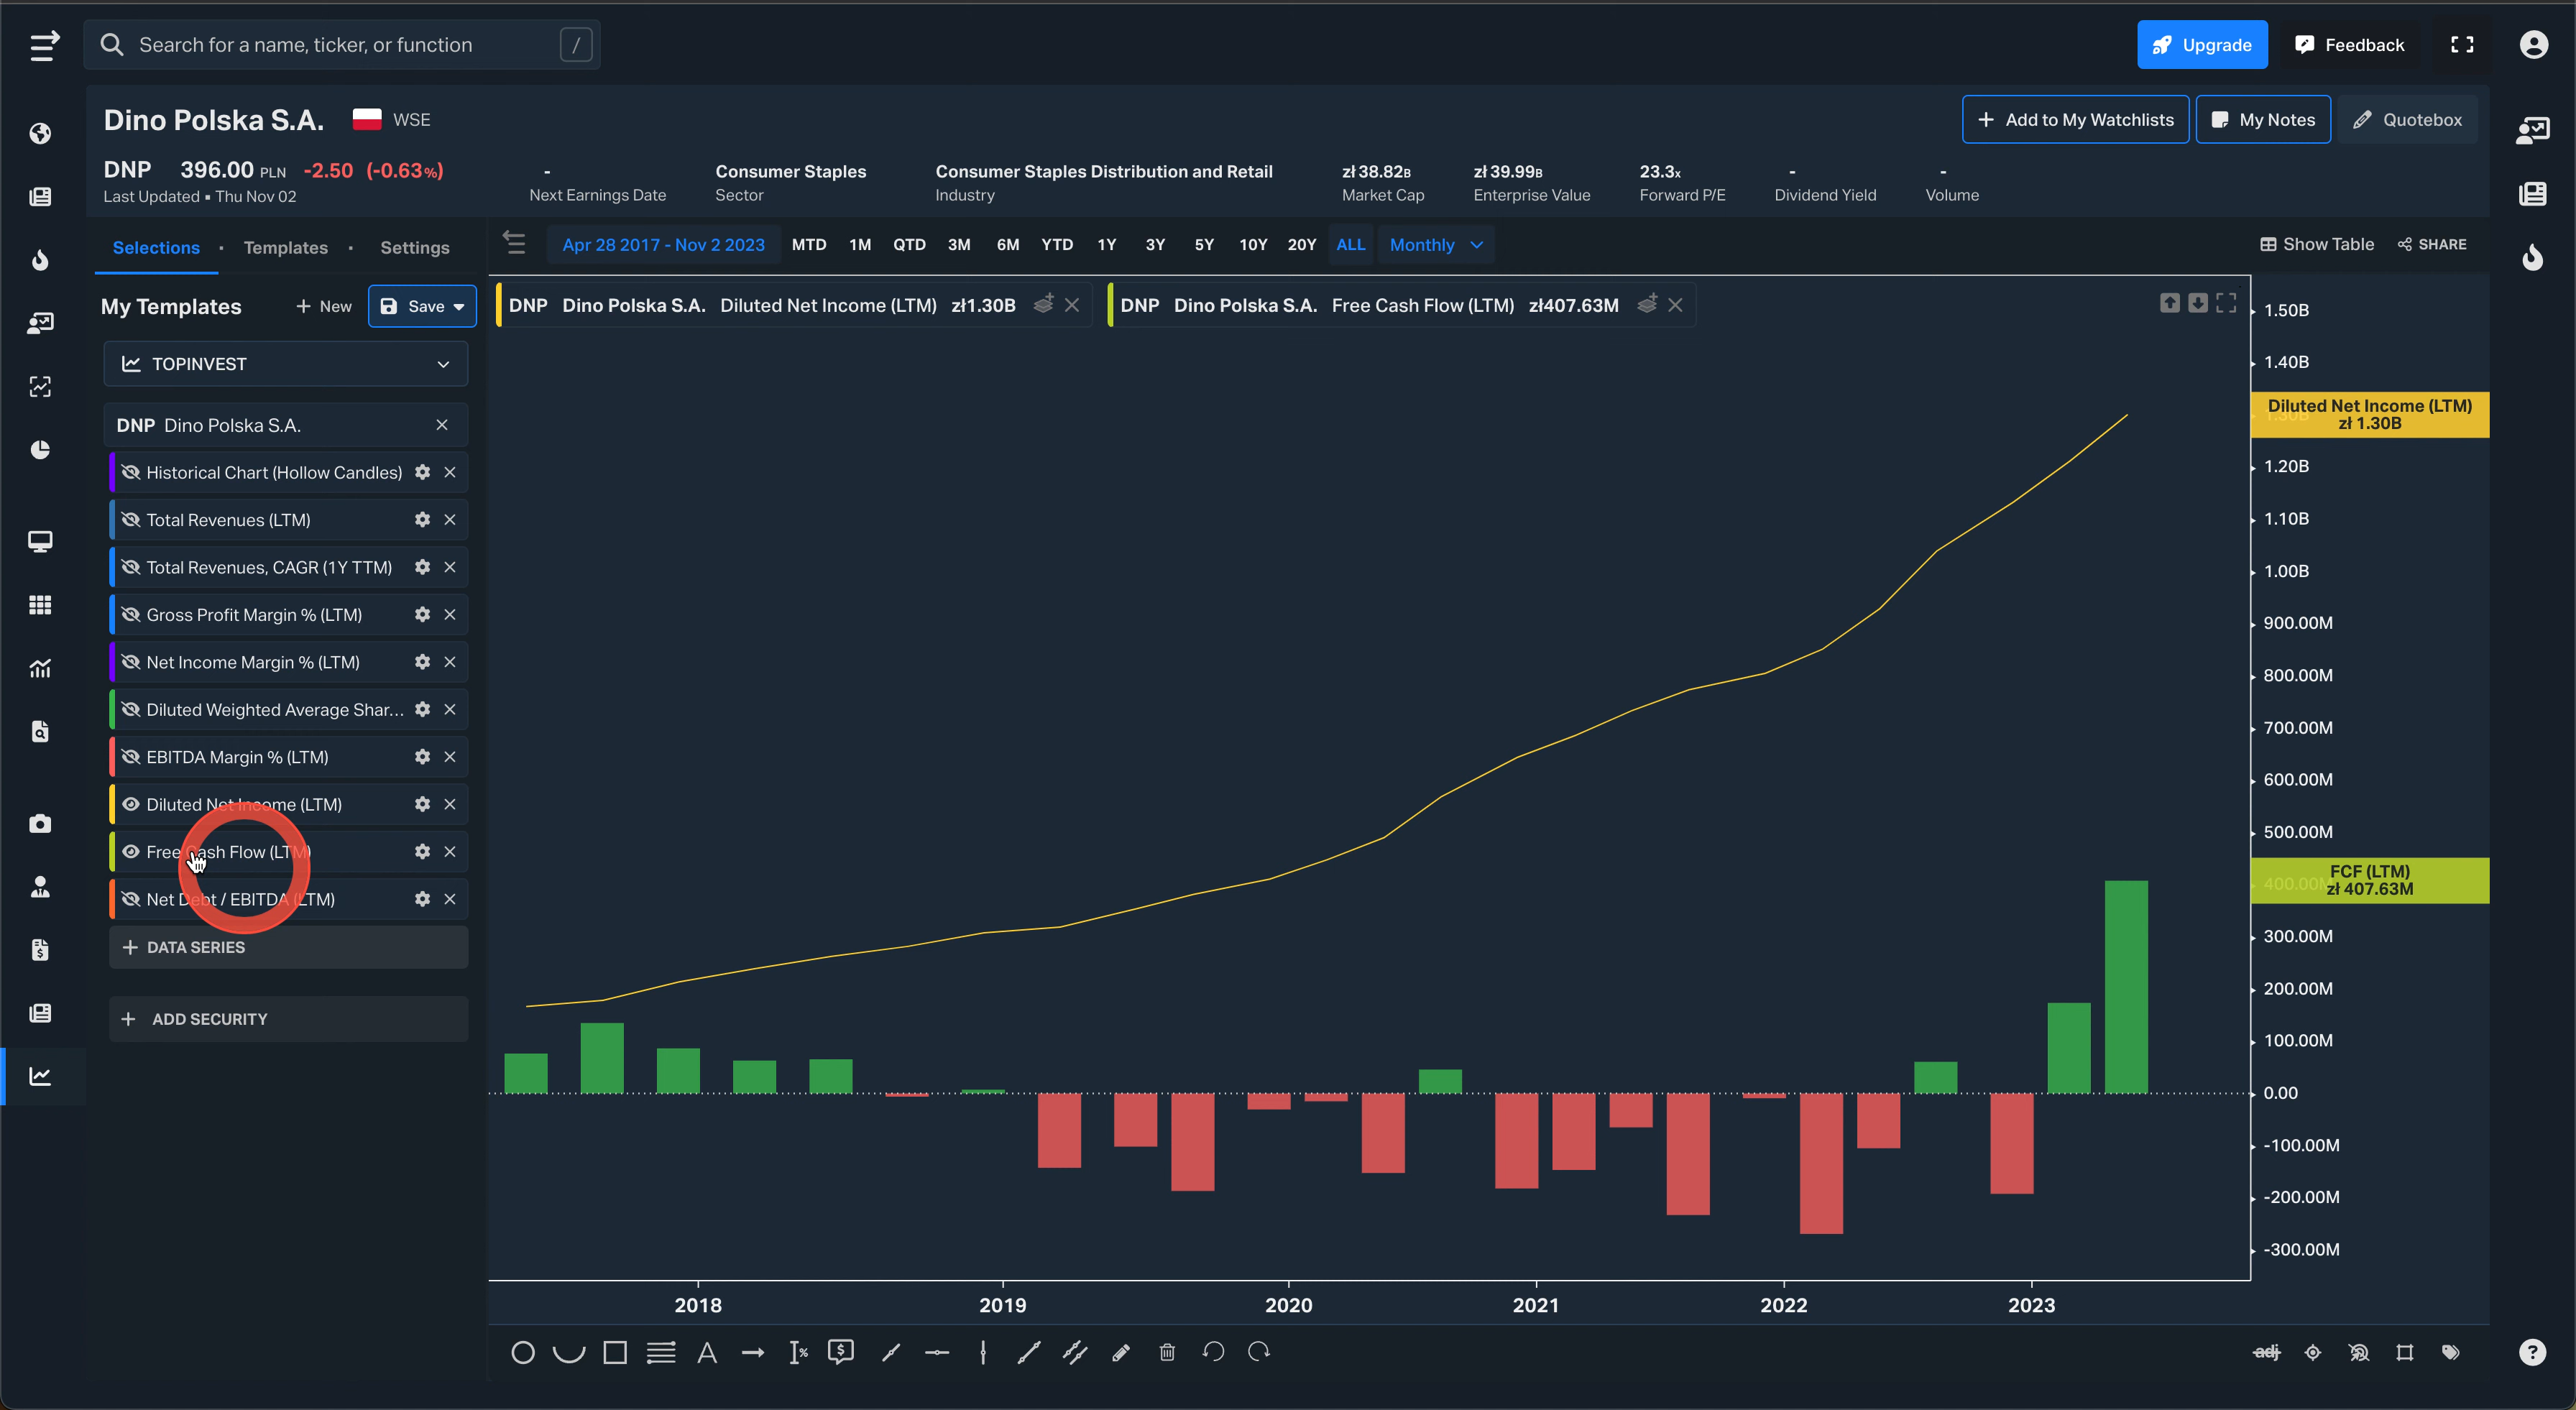 Search for a name, ticker, or function /
Upgrade
Feedback
Dino Polska S.A. WSE
Add to My Watchlists
My Notes
Quotebox
DNP 396.00 PLN -2.50 (-0.63%)
Last Updated ▪ Thu Nov 02
-
Next Earnings Date
Consumer Staples
Sector
Consumer Staples Distribution and Retail
Industry
zł 38.82B
Market Cap
zł 39.99B
Enterprise Value
23.3x
Forward P/E
-
Dividend Yield
-
Volume
Selections · Templates · Settings
Apr 28 2017 - Nov 2 2023 MTD 1M QTD 3M 6M YTD 1Y 3Y 5Y 10Y 20Y ALL Monthly
Show Table SHARE
My Templates + New Save
TOPINVEST
DNP Dino Polska S.A.
Historical Chart (Hollow Candles)
Total Revenues (LTM)
Total Revenues, CAGR (1Y TTM)
Gross Profit Margin % (LTM)
Net Income Margin % (LTM)
Diluted Weighted Average Shar...
EBITDA Margin % (LTM)
Diluted Net Income (LTM)
Free Cash Flow (LTM)
Net Debt / EBITDA (LTM)
+ DATA SERIES
+ ADD SECURITY
DNP Dino Polska S.A. Diluted Net Income (LTM) zł1.30B
DNP Dino Polska S.A. Free Cash Flow (LTM) zł407.63M
1.50B
1.40B
Diluted Net Income (LTM)
zł 1.30B
1.20B
1.10B
1.00B
900.00M
800.00M
700.00M
600.00M
500.00M
FCF (LTM)
400.00M
zł 407.63M
300.00M
200.00M
100.00M
0.00
-100.00M
-200.00M
-300.00M
2018 2019 2020 2021 2022 2023
A
%
$
adj
?